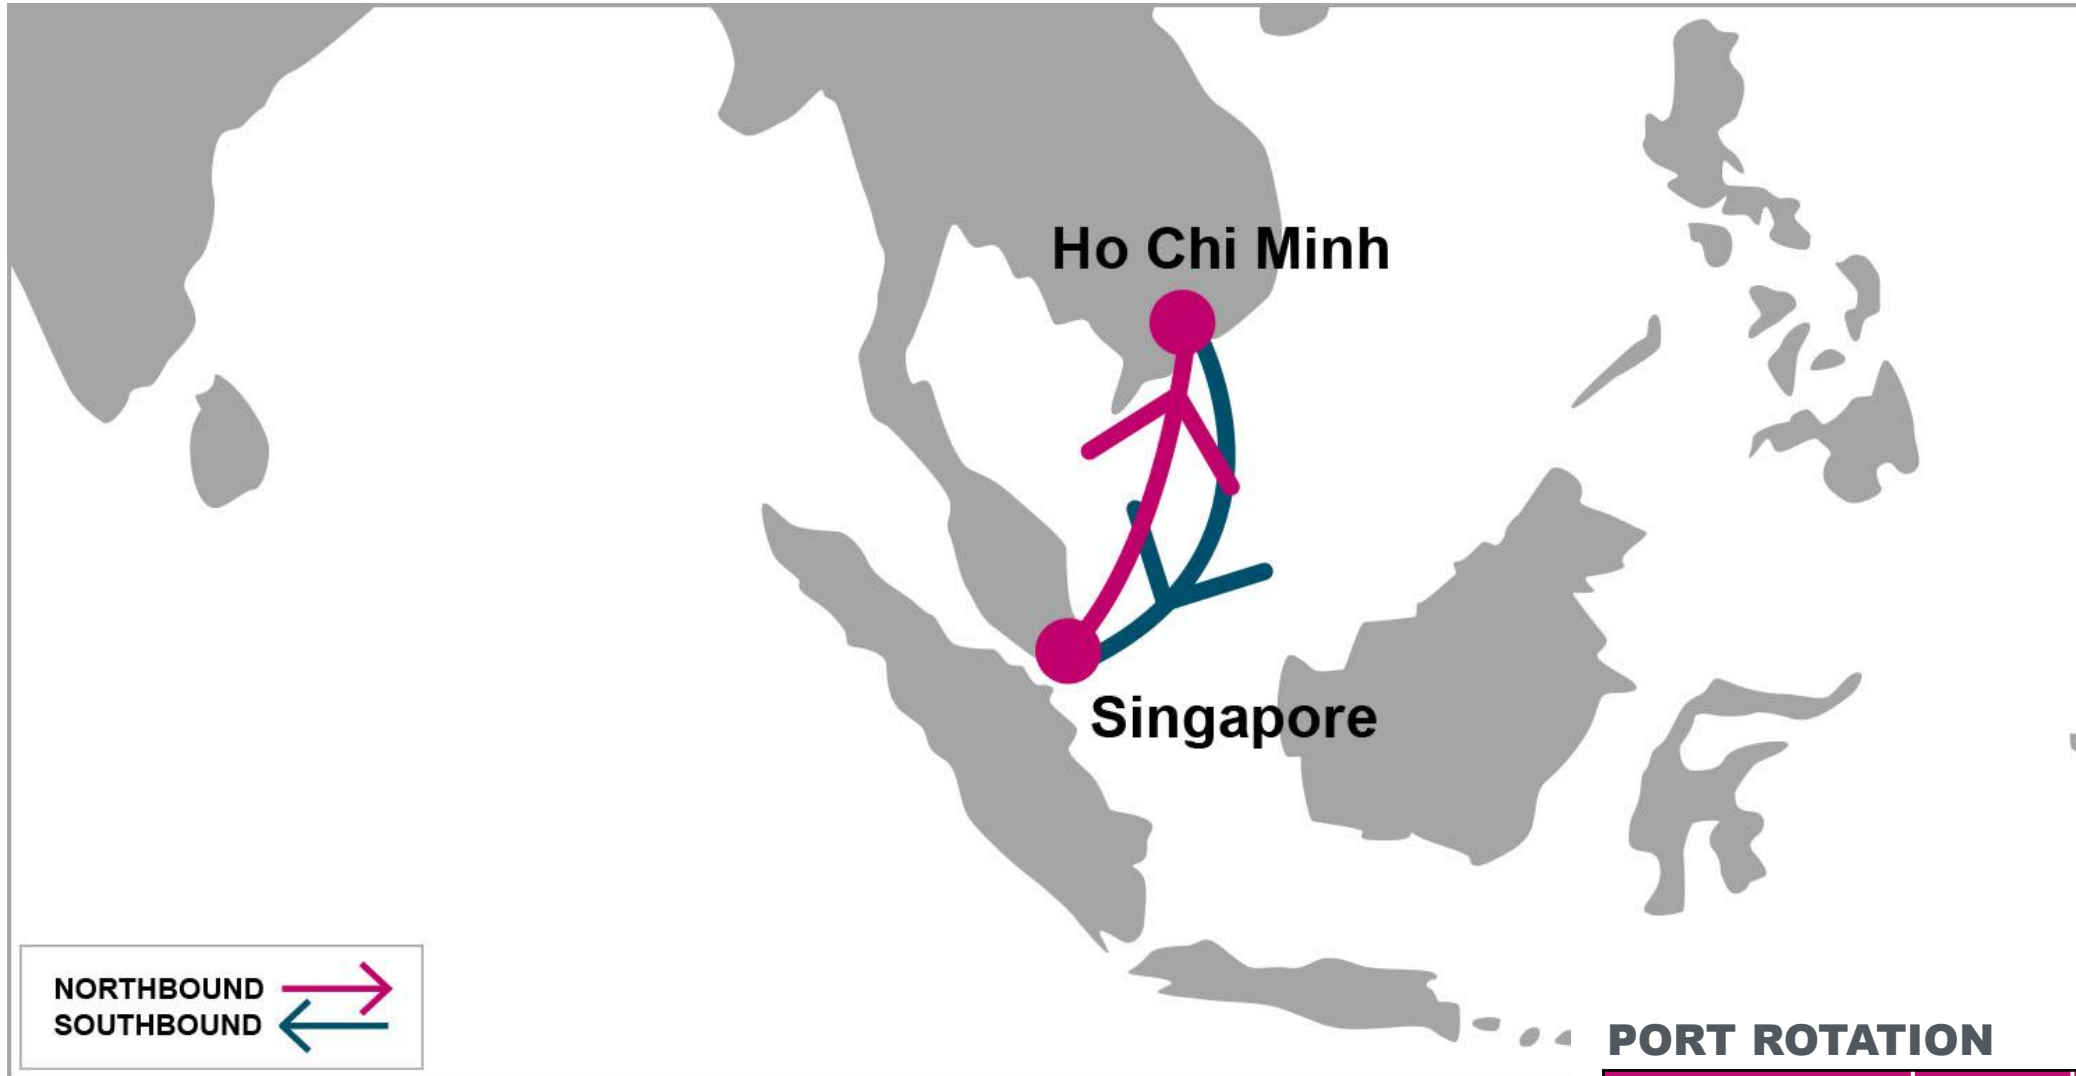 Ho Chi Minh
Singapore
NORTHBOUND
SOUTHBOUND
PORT ROTATION